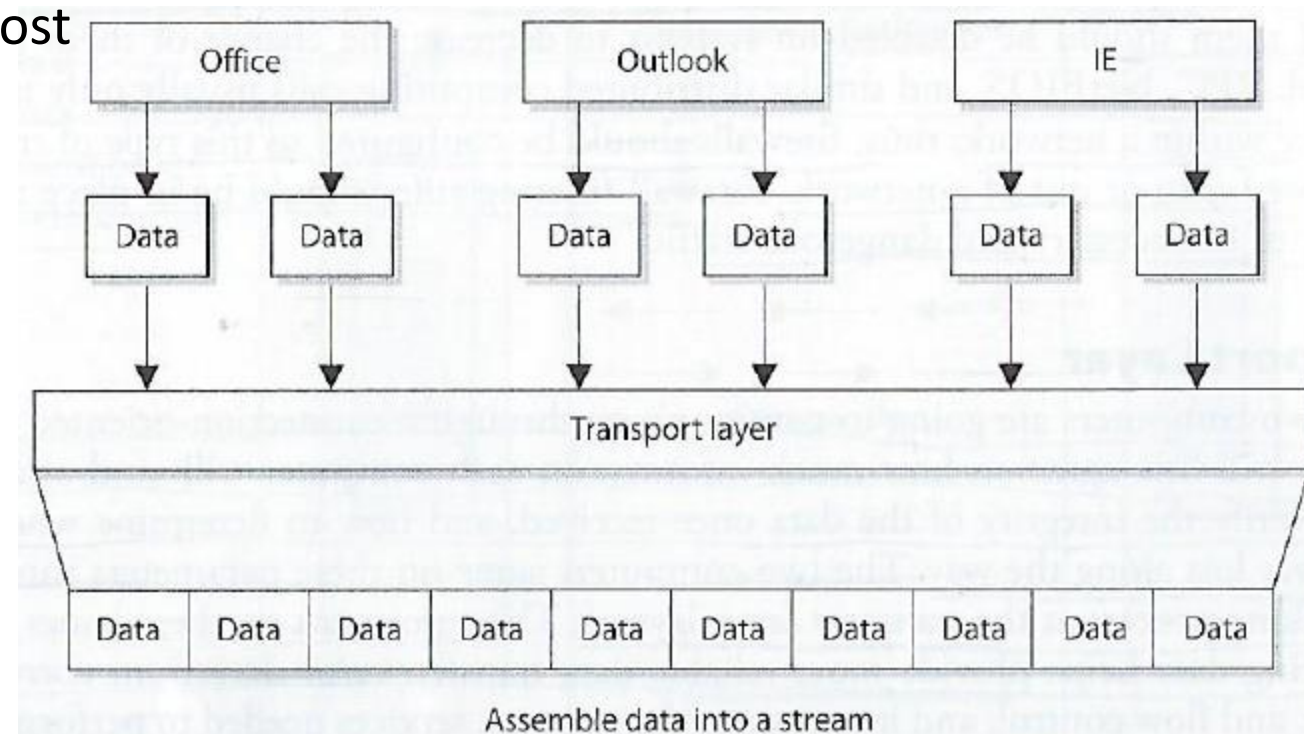 ost
Office Outlook IE
Data Data Data Data Data Data
Transport layer
Data Data Data Data Data Data Data Data Data Data
Assemble data into a stream